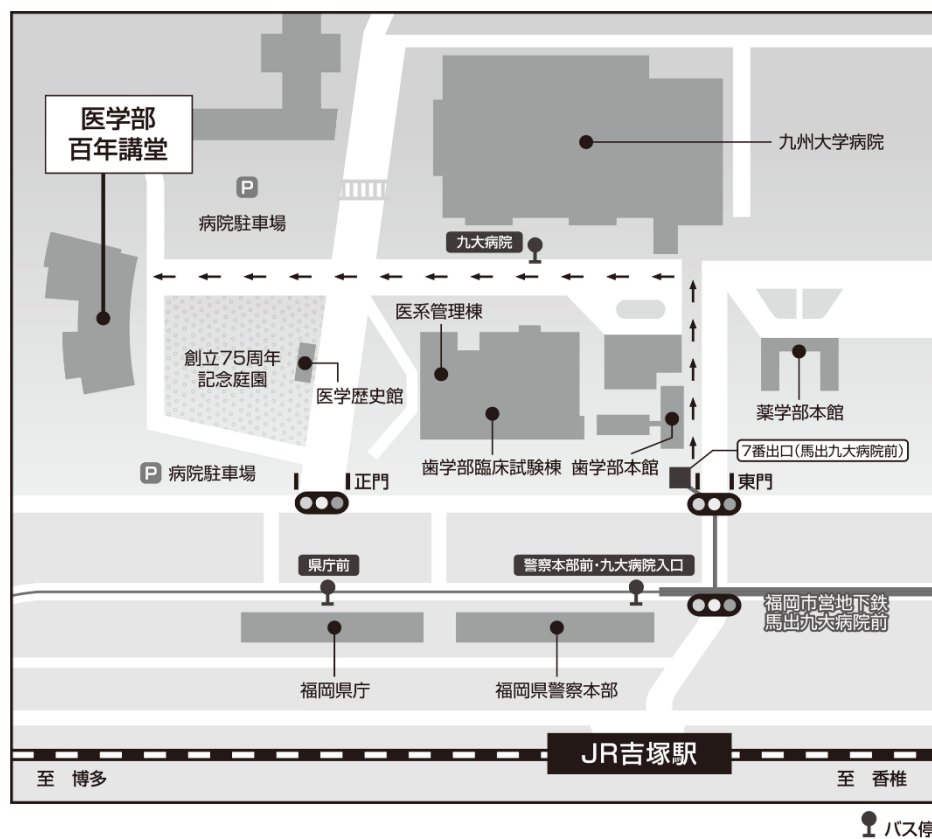 医学部
百年講堂
九州大学病院
P
病院駐車場
九大病院
医系管理棟
創立75周年
記念庭園
医学歴史館
薬学部本館
歯学部臨床試験棟
歯学部本館
7番出口(馬出九大病院前)
P 病院駐車場
正門
東門
県庁前
警察本部前・九大病院入口
福岡市営地下鉄
馬出九大病院前
福岡県庁
福岡県警察本部
JR吉塚駅
至 博多
至 香椎
バス停